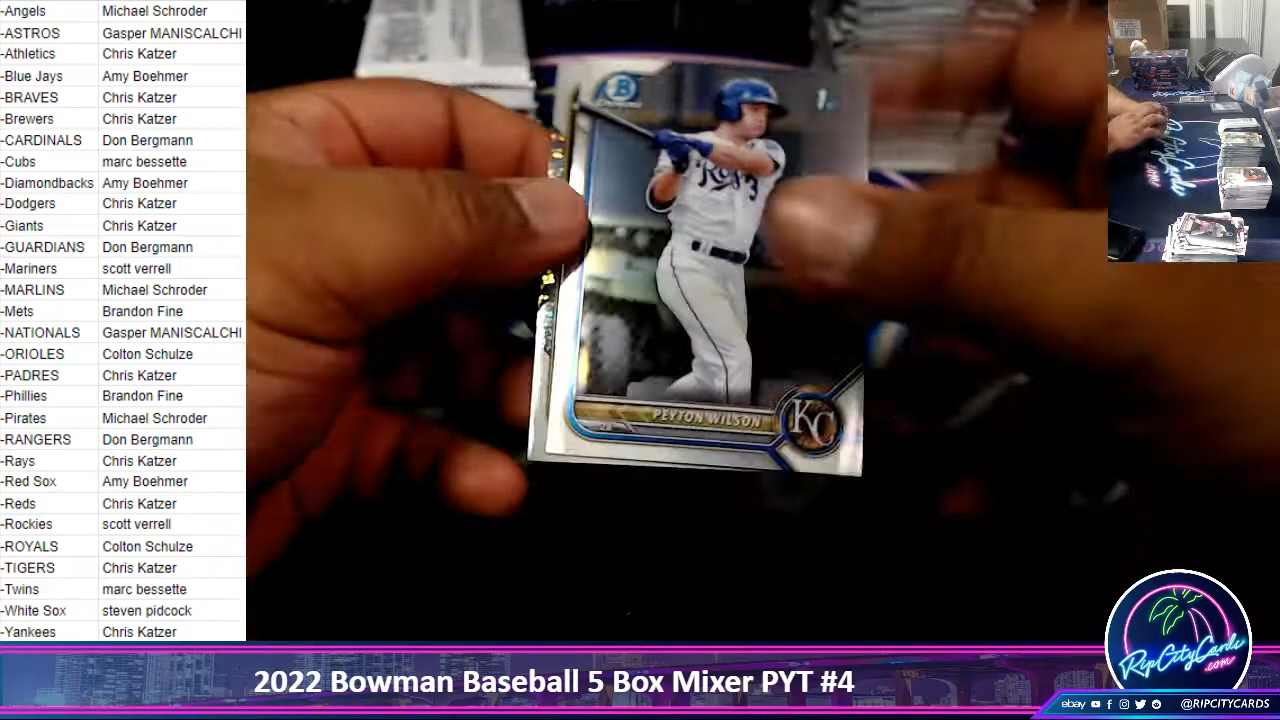 -Angels Michael Schroder
-ASTROS Gasper MANISCALCHI
-Athletics Chris Katzer
-Blue Jays Amy Boehmer
-BRAVES Chris Katzer
-Brewers Chris Katzer
-CARDINALS Don Bergmann
-Cubs marc bessette
-Diamondbacks Amy Boehmer
-Dodgers Chris Katzer
-Giants Chris Katzer
-GUARDIANS Don Bergmann
-Mariners scott verrell
-MARLINS Michael Schroder
-Mets Brandon Fine
-NATIONALS Gasper MANISCALCHI
-ORIOLES Colton Schulze
-PADRES Chris Katzer
-Phillies Brandon Fine
-Pirates Michael Schroder
-RANGERS Don Bergmann
-Rays Chris Katzer
-Red Sox Amy Boehmer
-Reds Chris Katzer
-Rockies scott verrell
-ROYALS Colton Schulze
-TIGERS Chris Katzer
-Twins marc bessette
-White Sox steven pidcock
-Yankees Chris Katzer
B
3
PEYTON WILSON
2B
KC
RipCityCards
.com
2022 Bowman Baseball 5 Box Mixer PYT #4
ebay @RIPCITYCARDS